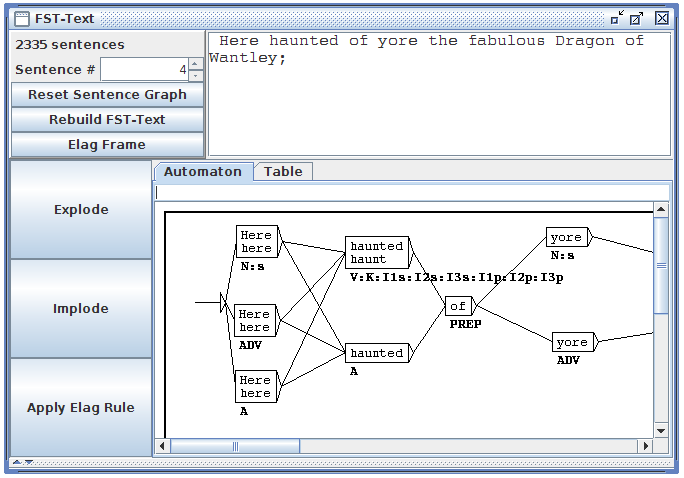 FST-Text
2335 sentences
Sentence # 4
Reset Sentence Graph
Rebuild FST-Text
Elag Frame
Here haunted of yore the fabulous Dragon of
Wantley;
Explode
Implode
Apply Elag Rule
Automaton Table
Here
here
N:s
Here
here
ADV
Here
here
A
haunted
haunt
V:K:I1s:I2s:I3s:I1p:I2p:I3p
haunted
A
of
PREP
yore
N:s
yore
ADV